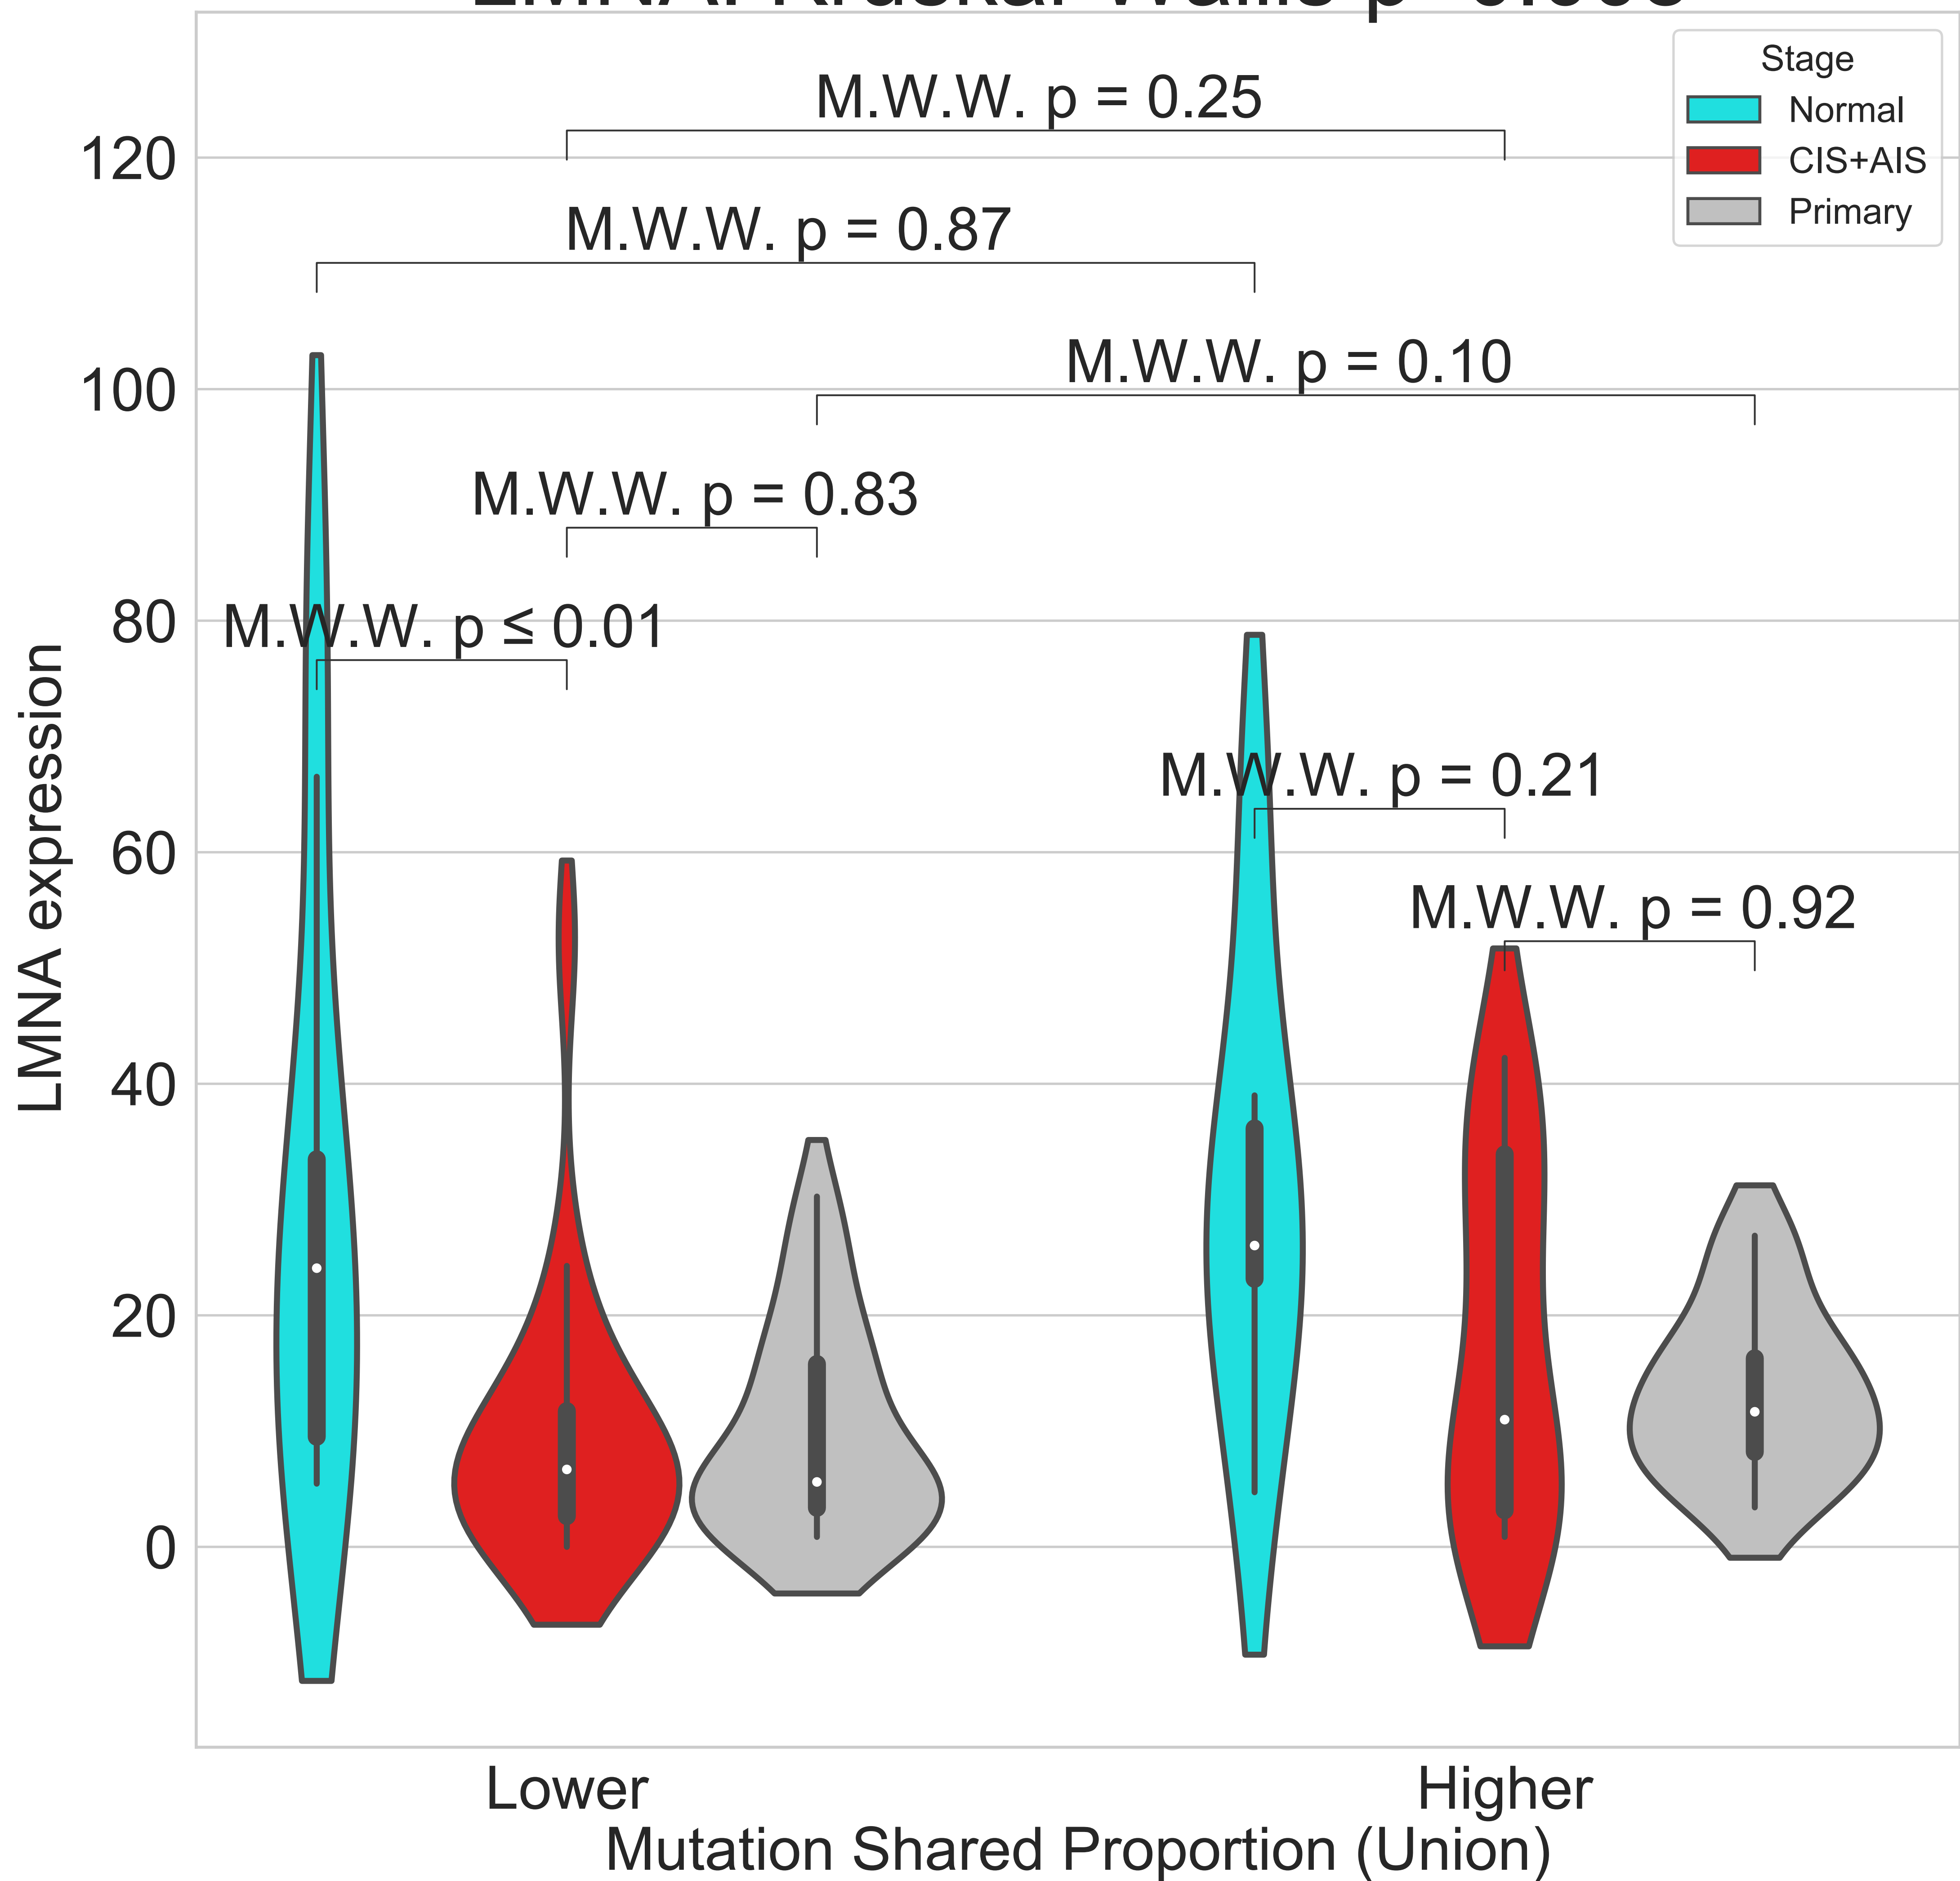 Stage
Normal
CIS+AIS
Primary
M.W.W. p = 0.25
M.W.W. p = 0.87
M.W.W. p = 0.10
M.W.W. p = 0.83
M.W.W. p ≤ 0.01
M.W.W. p = 0.21
M.W.W. p = 0.92
120
100
80
60
40
20
0
LMNA expression
Lower
Higher
Mutation Shared Proportion (Union)